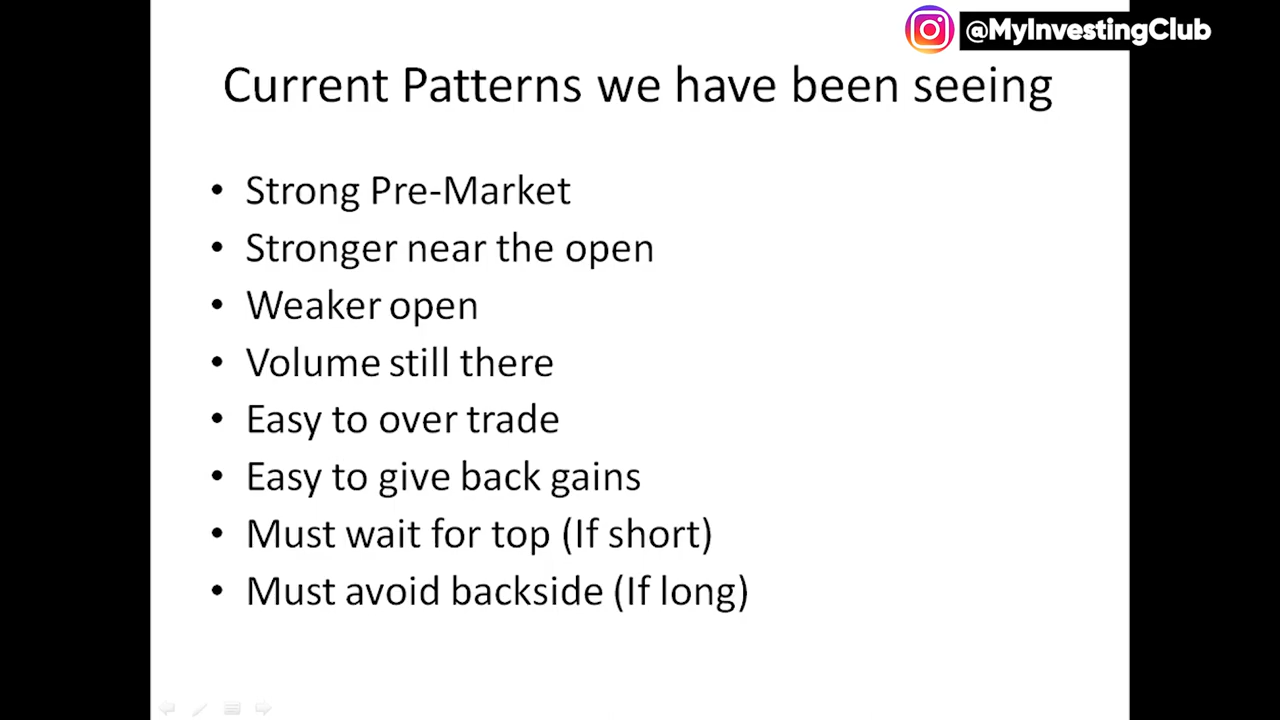 @MyInvestingClub
Current Patterns we have been seeing
• Strong Pre-Market
• Stronger near the open
• Weaker open
• Volume still there
• Easy to over trade
• Easy to give back gains
• Must wait for top (If short)
• Must avoid backside (If long)